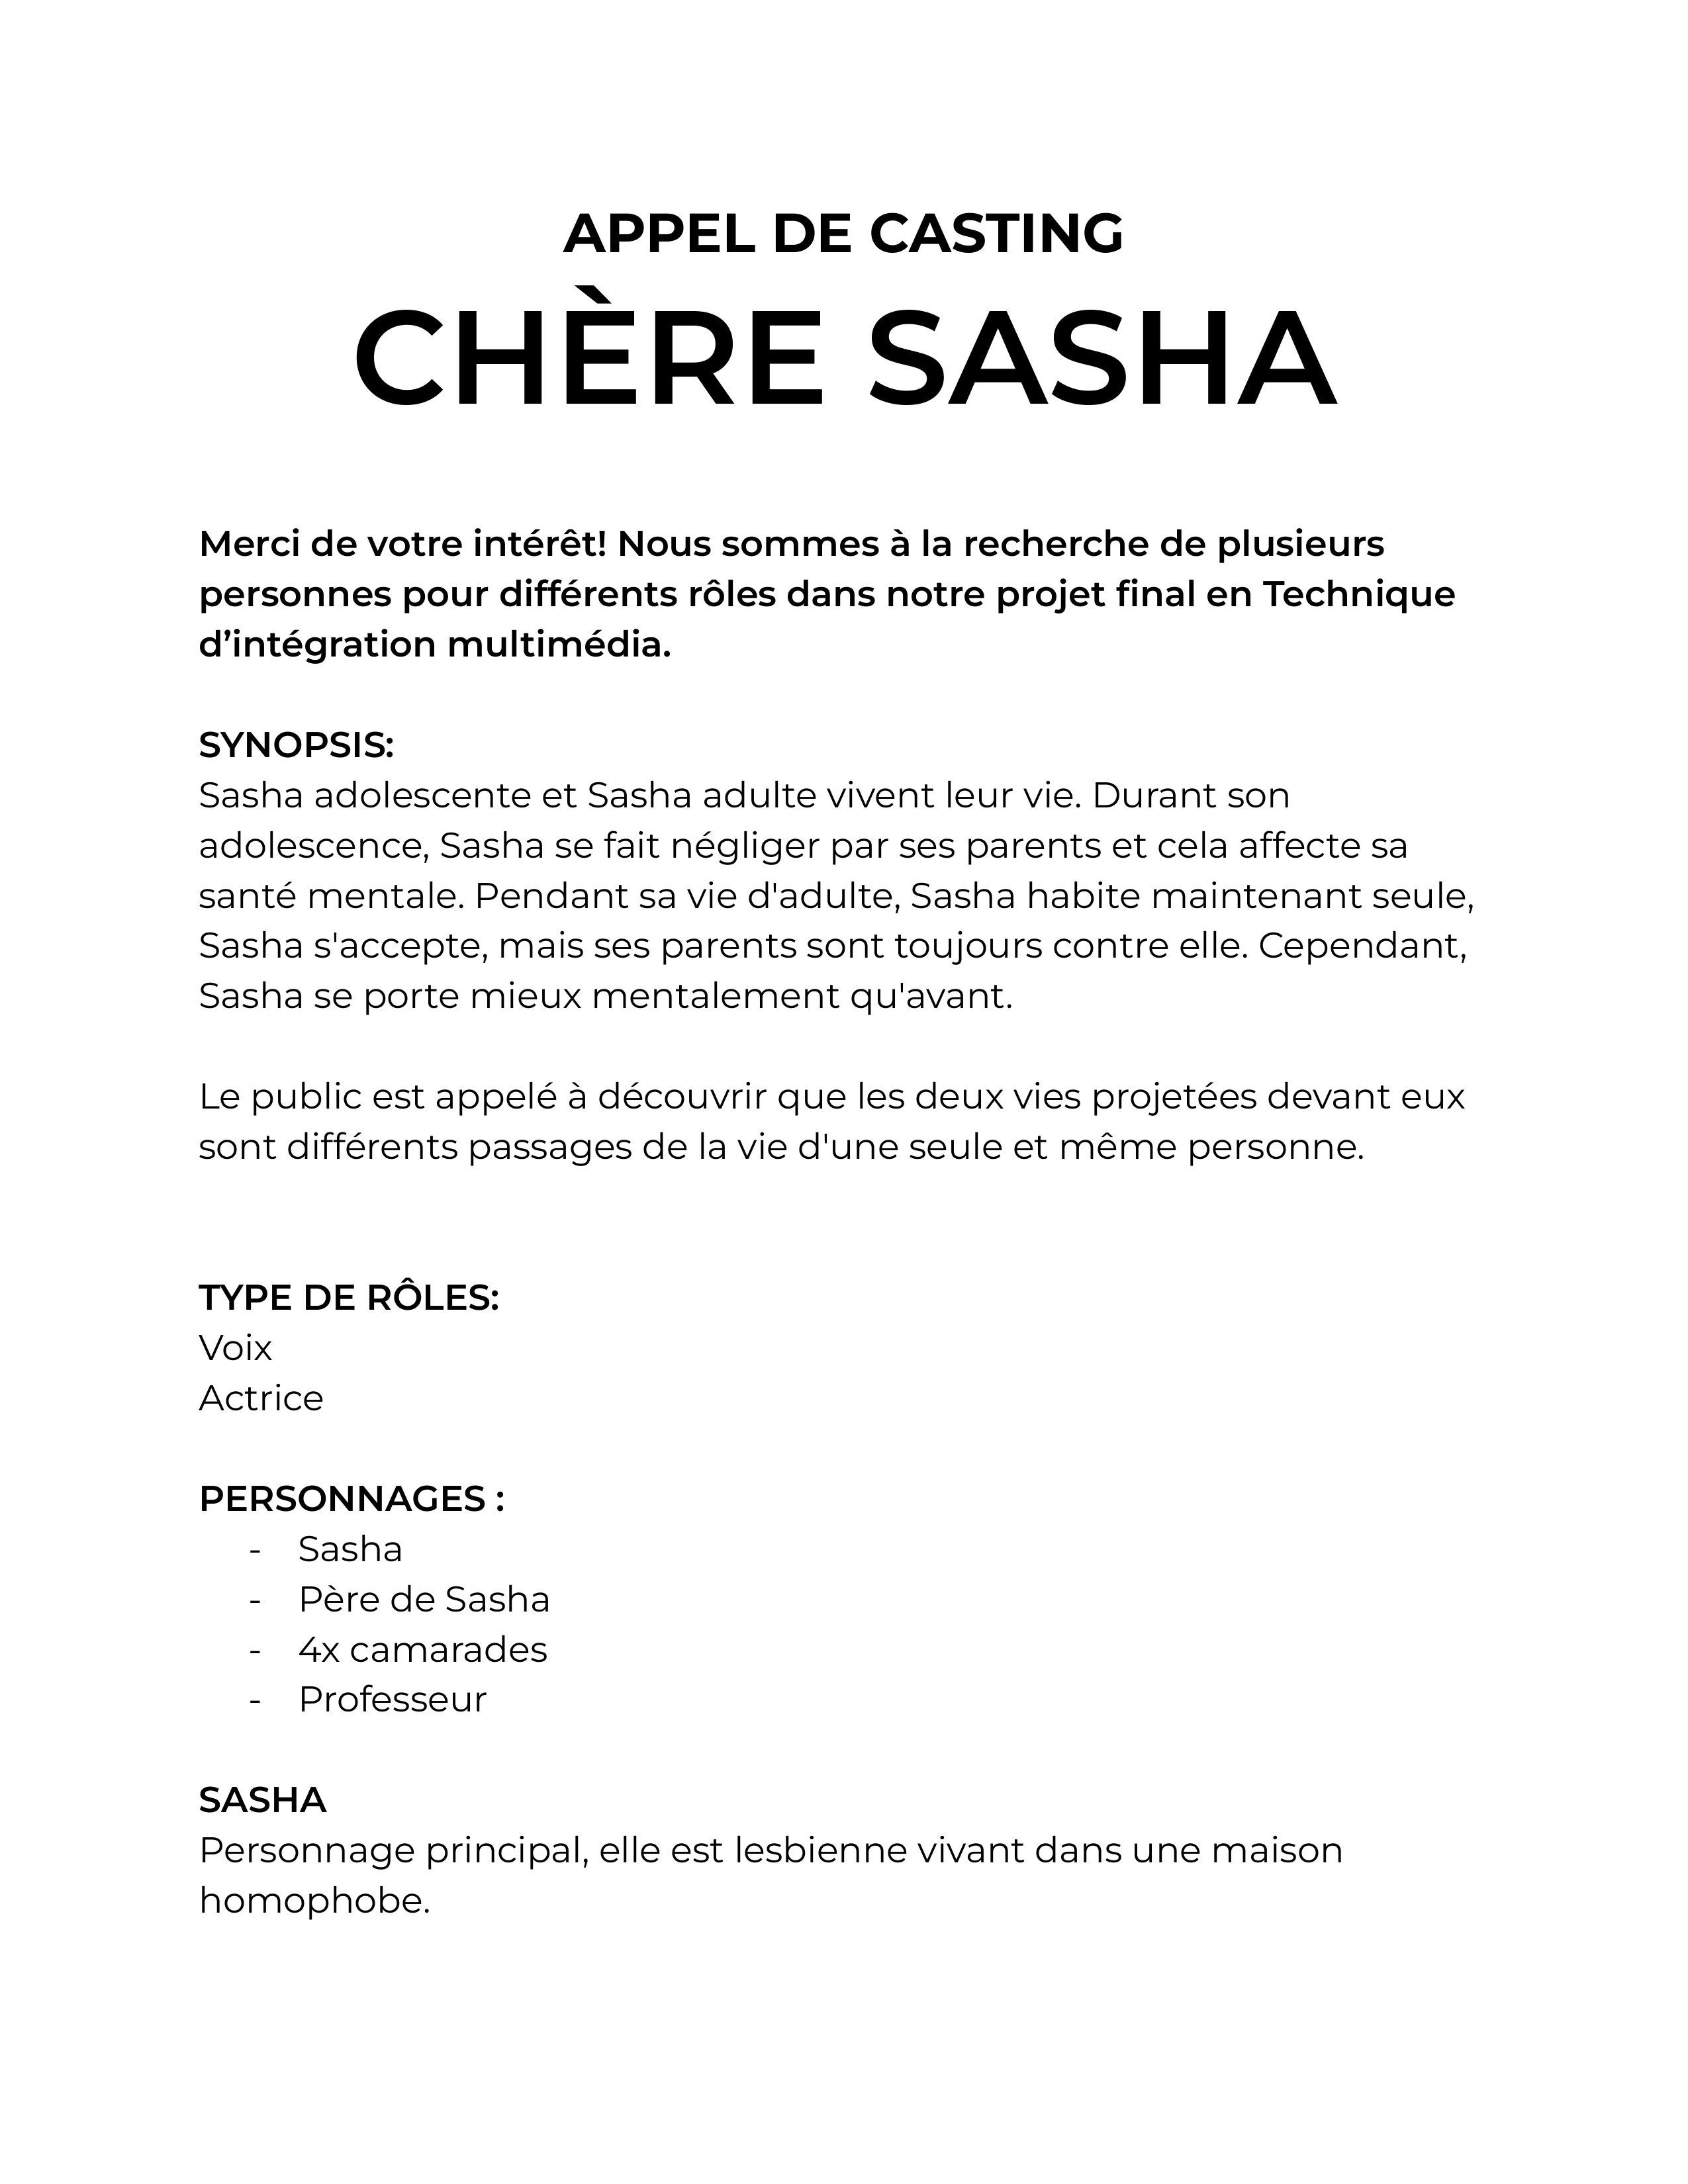 APPEL DE CASTING
CHÈRE SASHA
Merci de votre intérêt! Nous sommes à la recherche de plusieurs
personnes pour différents rôles dans notre projet final en Technique
d’intégration multimédia.
SYNOPSIS:
Sasha adolescente et Sasha adulte vivent leur vie. Durant son
adolescence, Sasha se fait négliger par ses parents et cela affecte sa
santé mentale. Pendant sa vie d'adulte, Sasha habite maintenant seule,
Sasha s'accepte, mais ses parents sont toujours contre elle. Cependant,
Sasha se porte mieux mentalement qu'avant.
Le public est appelé à découvrir que les deux vies projetées devant eux
sont différents passages de la vie d'une seule et même personne.
TYPE DE RÔLES:
Voix
Actrice
PERSONNAGES :
- Sasha
- Père de Sasha
- 4x camarades
- Professeur
SASHA
Personnage principal, elle est lesbienne vivant dans une maison
homophobe.